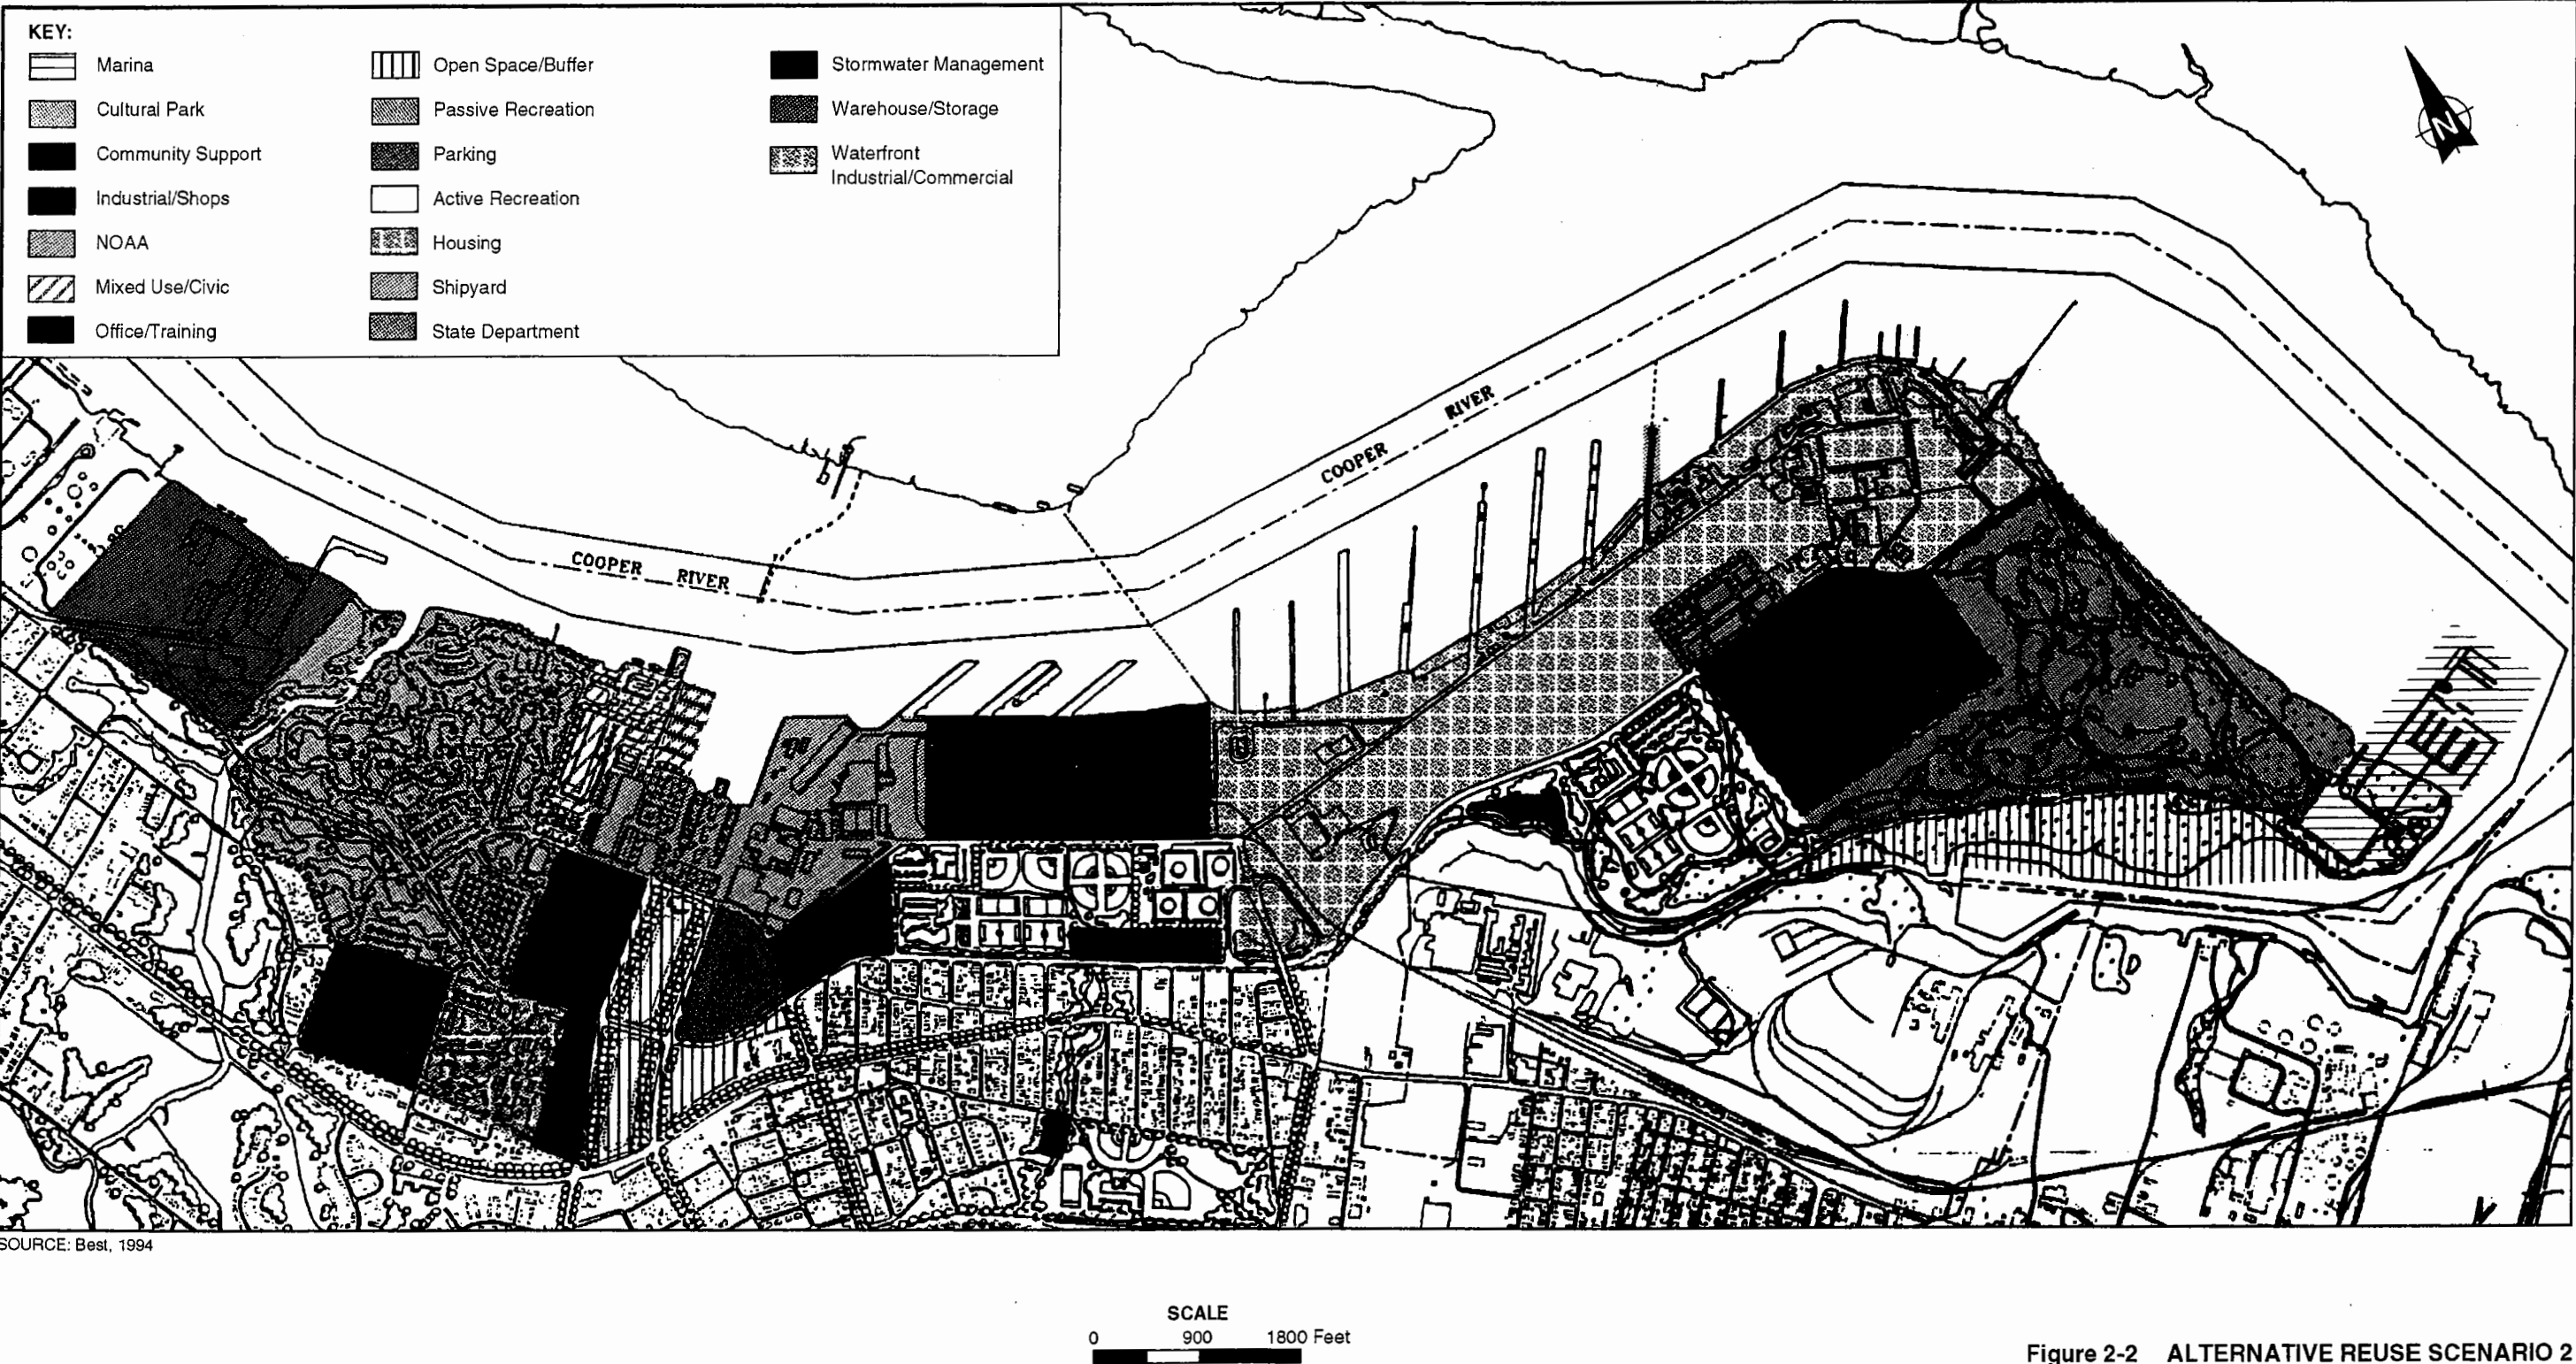 KEY:
Marina
Cultural Park
Community Support
Industrial/Shops
NOAA
Mixed Use/Civic
Office/Training
Open Space/Buffer
Passive Recreation
Parking
Active Recreation
Housing
Shipyard
State Department
Stormwater Management
Warehouse/Storage
Waterfront
Industrial/Commercial
N
COOPER RIVER
COOPER RIVER
SOURCE: Best, 1994
SCALE
0 900 1800 Feet
Figure 2-2 ALTERNATIVE REUSE SCENARIO 2